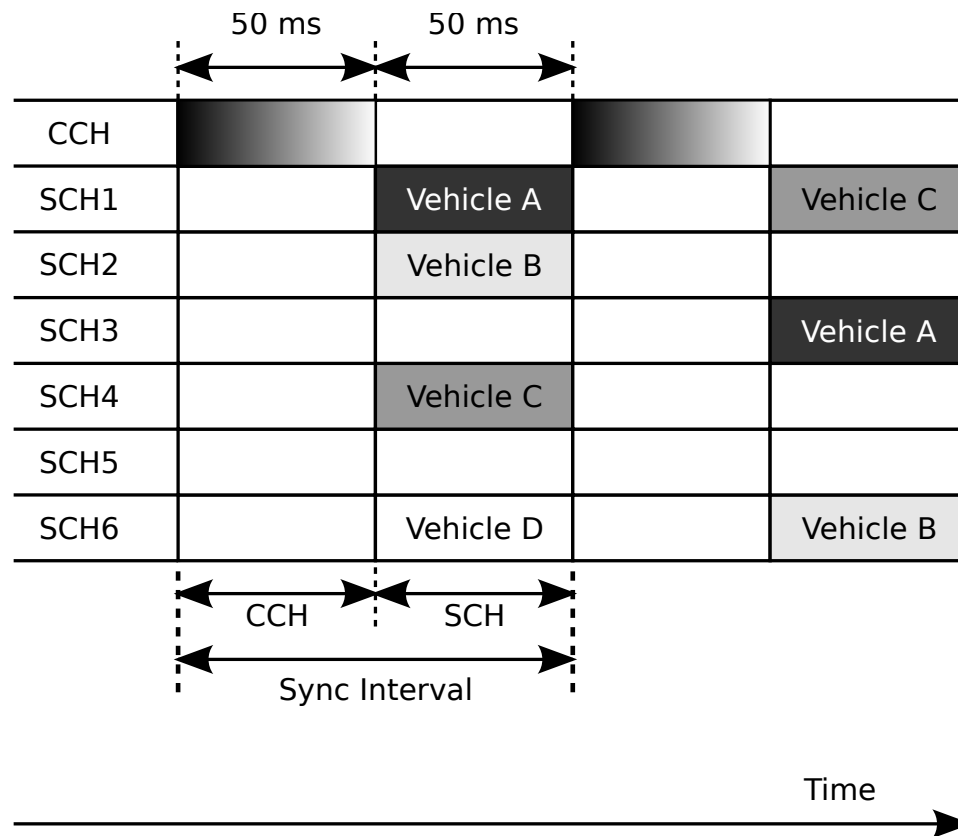 50 ms 50 ms
CCH
SCH1 Vehicle A Vehicle C
SCH2 Vehicle B
SCH3 Vehicle A
SCH4 Vehicle C
SCH5
SCH6 Vehicle D Vehicle B
CCH SCH
Sync Interval
Time